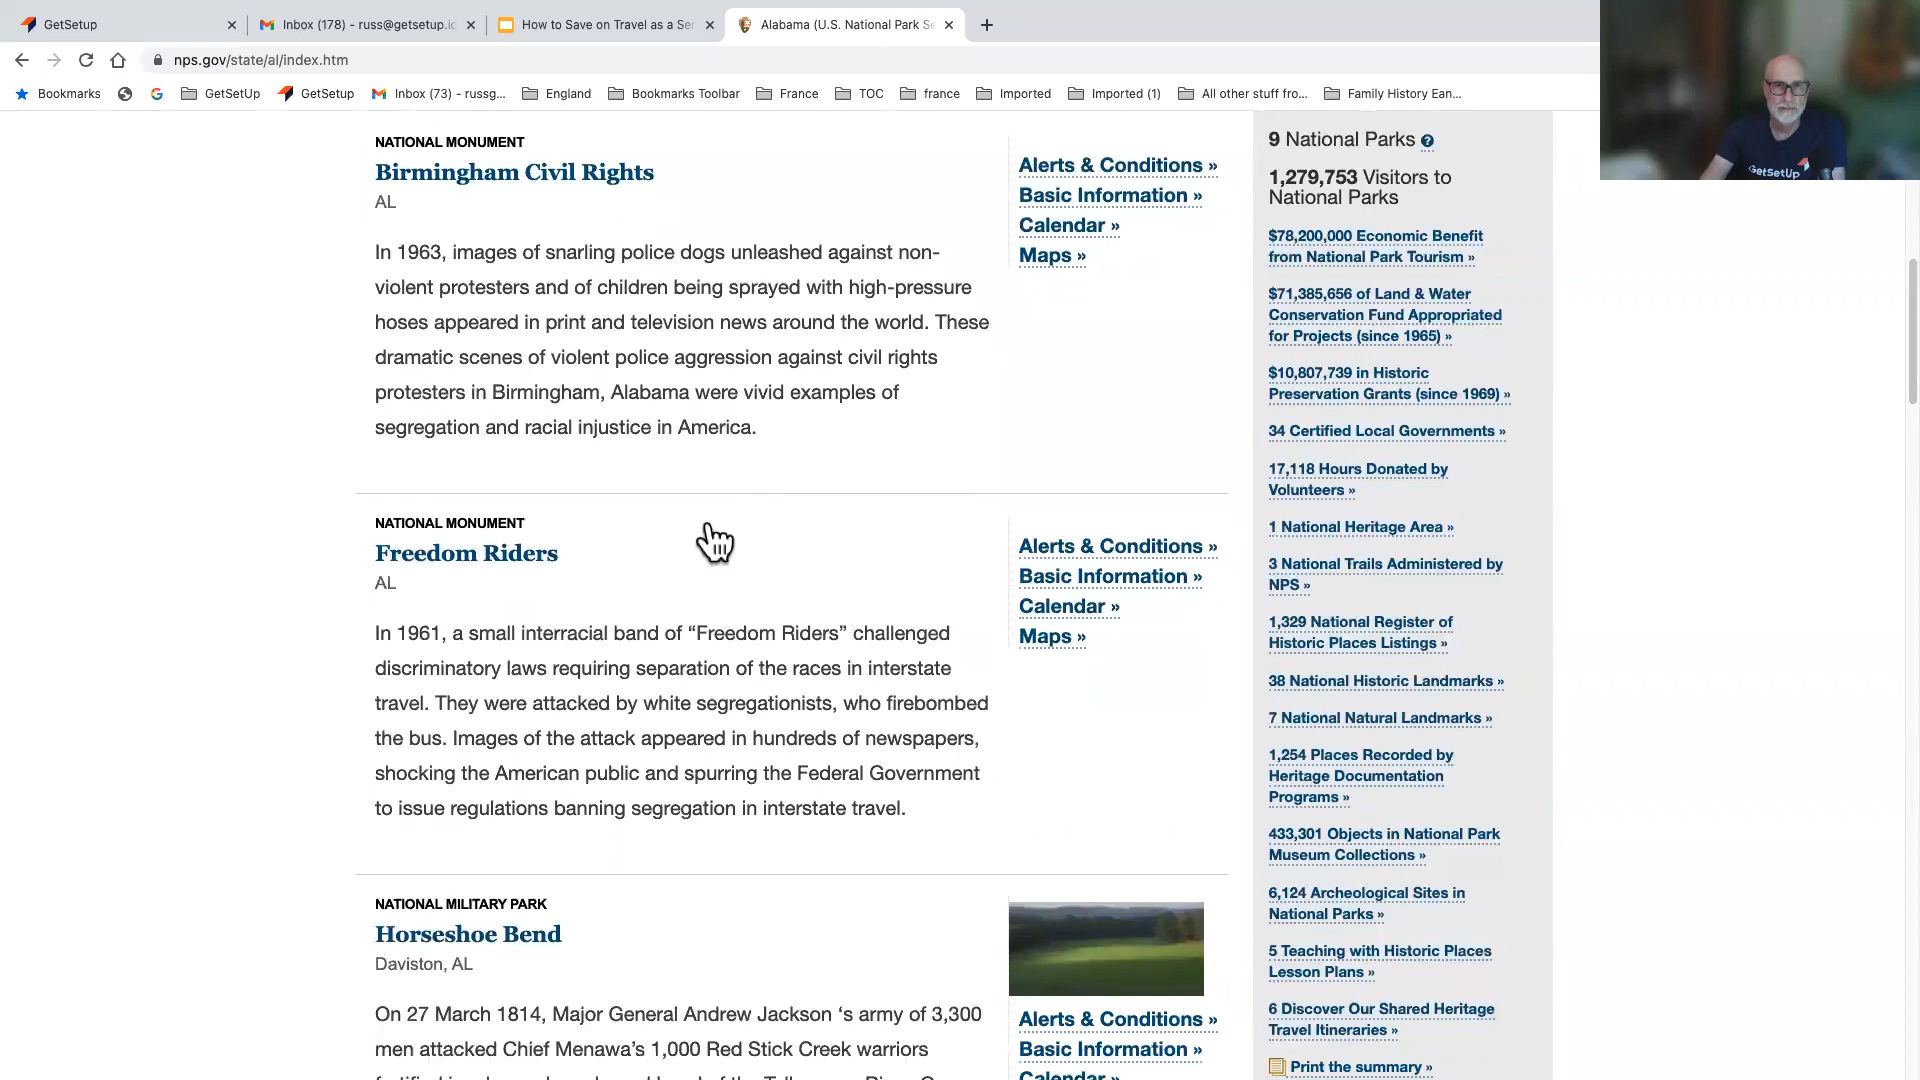 GetSetup
Inbox (178) - russ@getsetup.ic
How to Save on Travel as a Ser
Alabama (U.S. National Park Se
nps.gov/state/al/index.htm
Bookmarks
GetSetUp
GetSetup
Inbox (73) - russg...
England
Bookmarks Toolbar
France
TOC
france
Imported
Imported (1)
All other stuff fro...
Family History Ean...
GetSetUp
NATIONAL MONUMENT
Birmingham Civil Rights
AL
In 1963, images of snarling police dogs unleashed against non-
violent protesters and of children being sprayed with high-pressure
hoses appeared in print and television news around the world. These
dramatic scenes of violent police aggression against civil rights
protesters in Birmingham, Alabama were vivid examples of
segregation and racial injustice in America.
Alerts & Conditions »
Basic Information »
Calendar »
Maps »
NATIONAL MONUMENT
Freedom Riders
AL
In 1961, a small interracial band of “Freedom Riders” challenged
discriminatory laws requiring separation of the races in interstate
travel. They were attacked by white segregationists, who firebombed
the bus. Images of the attack appeared in hundreds of newspapers,
shocking the American public and spurring the Federal Government
to issue regulations banning segregation in interstate travel.
Alerts & Conditions »
Basic Information »
Calendar »
Maps »
NATIONAL MILITARY PARK
Horseshoe Bend
Daviston, AL
On 27 March 1814, Major General Andrew Jackson ‘s army of 3,300
men attacked Chief Menawa’s 1,000 Red Stick Creek warriors
Alerts & Conditions »
Basic Information »
Calendar »
9 National Parks ?
1,279,753 Visitors to
National Parks
$78,200,000 Economic Benefit
from National Park Tourism »
$71,385,656 of Land & Water
Conservation Fund Appropriated
for Projects (since 1965) »
$10,807,739 in Historic
Preservation Grants (since 1969) »
34 Certified Local Governments »
17,118 Hours Donated by
Volunteers »
1 National Heritage Area »
3 National Trails Administered by
NPS »
1,329 National Register of
Historic Places Listings »
38 National Historic Landmarks »
7 National Natural Landmarks »
1,254 Places Recorded by
Heritage Documentation
Programs »
433,301 Objects in National Park
Museum Collections »
6,124 Archeological Sites in
National Parks »
5 Teaching with Historic Places
Lesson Plans »
6 Discover Our Shared Heritage
Travel Itineraries »
Print the summary »